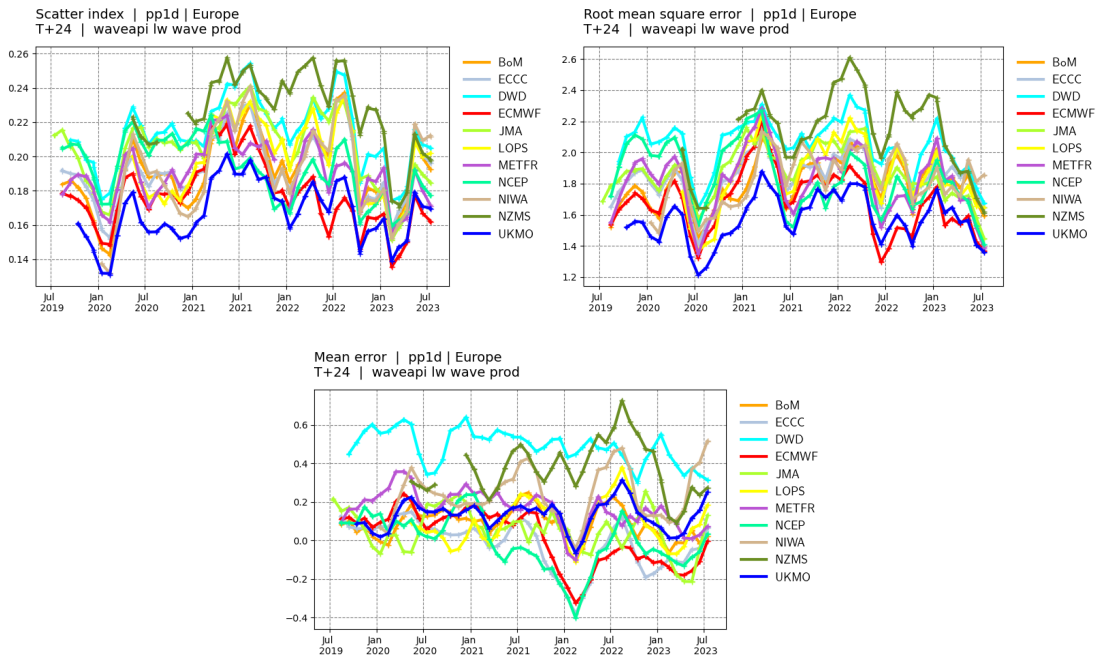 Scatter index | pp1d | Europe
T+24 | waveapi lw wave prod
0.26
0.24
0.22
0.20
0.18
0.16
0.14
Jul 2019
Jan 2020
Jul 2020
Jan 2021
Jul 2021
Jan 2022
Jul 2022
Jan 2023
Jul 2023
BoM
ECCC
DWD
ECMWF
JMA
LOPS
METFR
NCEP
NIWA
NZMS
UKMO
Root mean square error | pp1d | Europe
T+24 | waveapi lw wave prod
2.6
2.4
2.2
2.0
1.8
1.6
1.4
1.2
Jul 2019
Jan 2020
Jul 2020
Jan 2021
Jul 2021
Jan 2022
Jul 2022
Jan 2023
Jul 2023
BoM
ECCC
DWD
ECMWF
JMA
LOPS
METFR
NCEP
NIWA
NZMS
UKMO
Mean error | pp1d | Europe
T+24 | waveapi lw wave prod
0.6
0.4
0.2
0.0
−0.2
−0.4
Jul 2019
Jan 2020
Jul 2020
Jan 2021
Jul 2021
Jan 2022
Jul 2022
Jan 2023
Jul 2023
BoM
ECCC
DWD
ECMWF
JMA
LOPS
METFR
NCEP
NIWA
NZMS
UKMO